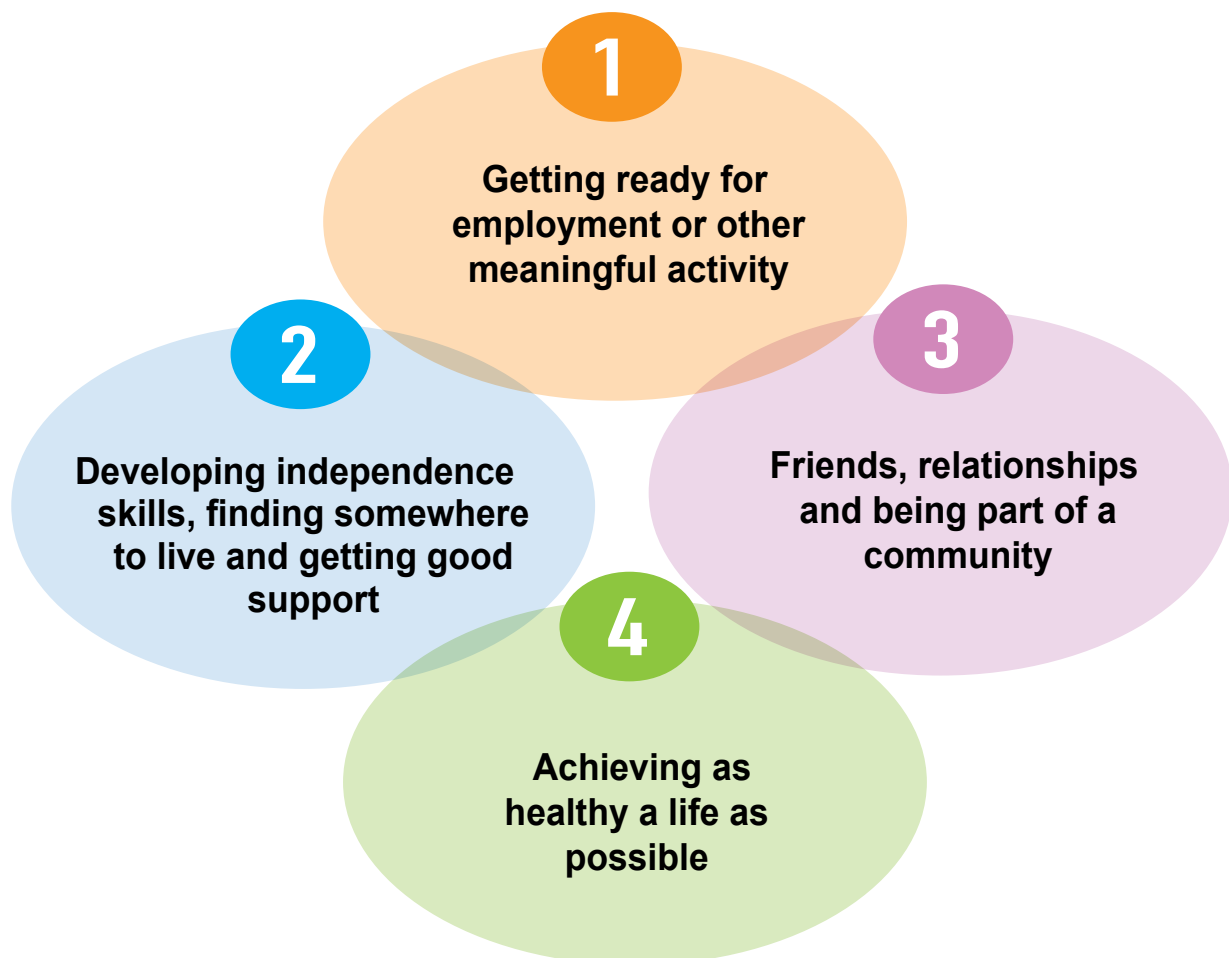 1
Getting ready for
employment or other
meaningful activity
2
Developing independence
skills, finding somewhere
to live and getting good
support
3
Friends, relationships
and being part of a
community
4
Achieving as
healthy a life as
possible